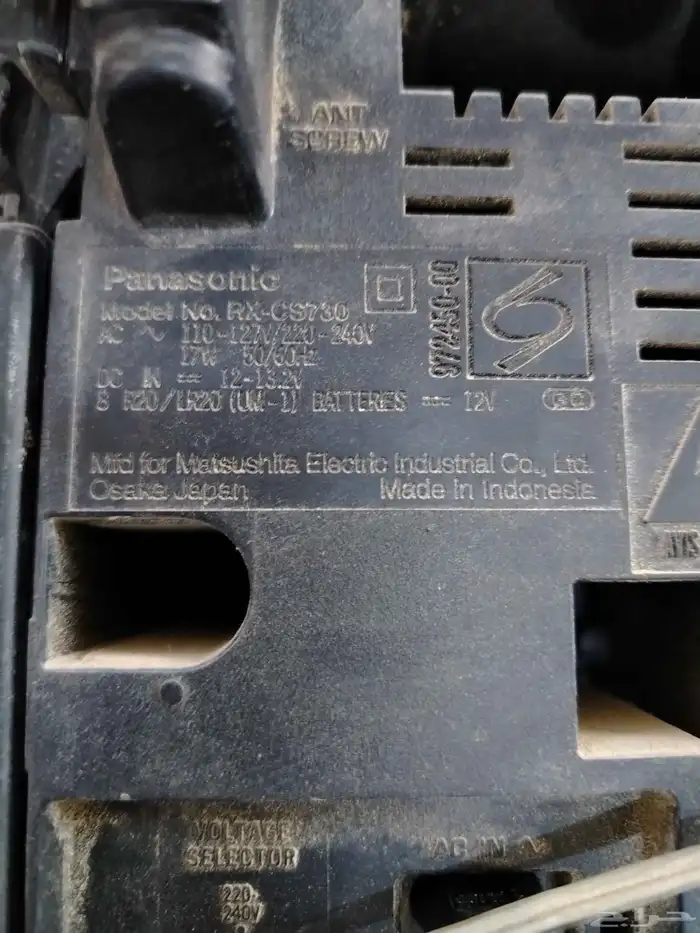 ANT
SCREW
Panasonic
Model No. RX-CS730
AC ~ 110-127V/220-240V
17W 50/60Hz
DC IN ⎓ 12-13.2V
8 R20/LR20 (UM-1) BATTERES ⎓ 12V
Mfd for Matsushita Electric Industrial Co., Ltd.
Osaka Japan Made in Indonesia
VOLTAGE
SELECTOR
AC IN ~
220-
240V
حراج